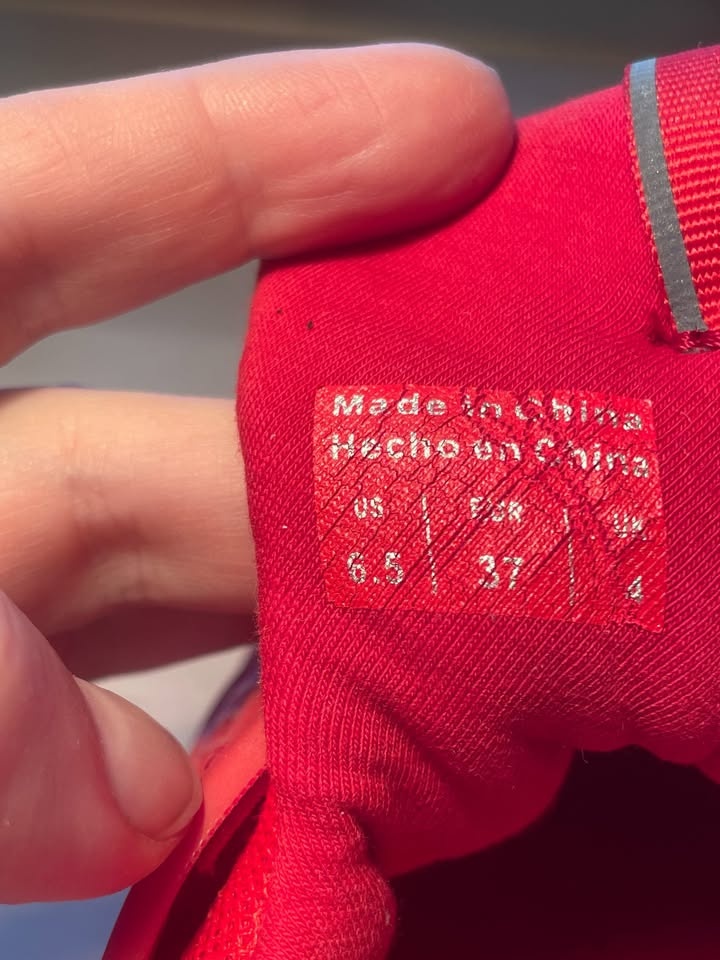 Made in China
Hecho en China
US | EUR | UK
6.5 | 37 | 4